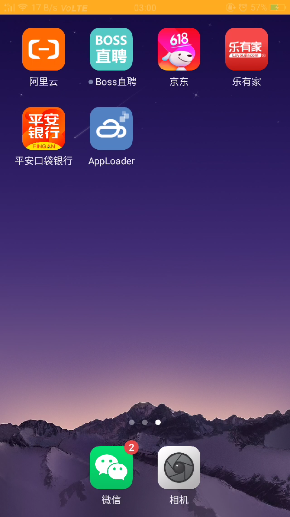 BOSS
直聘
618
乐有家
阿里云
Boss直聘
京东
乐有家
平安
银行
平安口袋银行
AppLoader
2
微信
相机